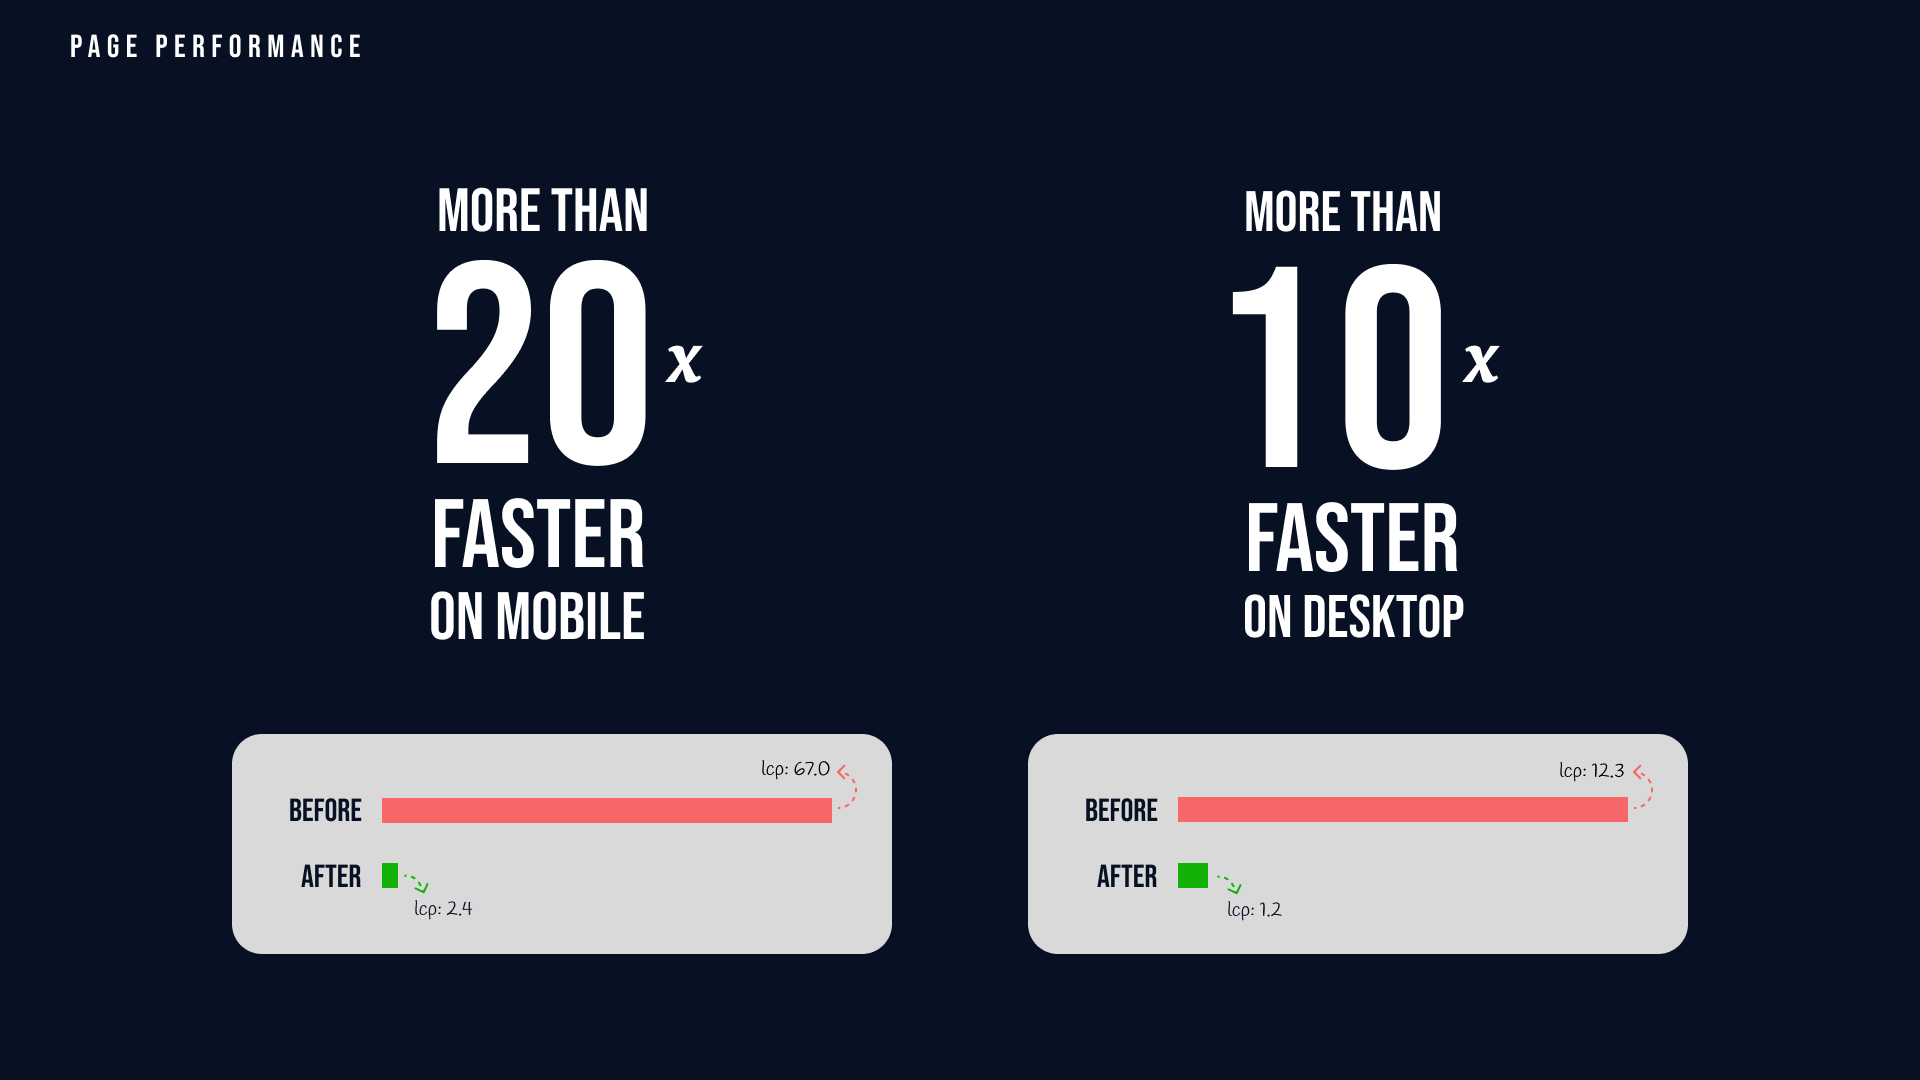 PAGE PERFORMANCE
MORE THAN
20 x
FASTER
ON MOBILE
MORE THAN
10 x
FASTER
ON DESKTOP
lcp: 67.0
BEFORE
AFTER
lcp: 2.4
lcp: 12.3
BEFORE
AFTER
lcp: 1.2